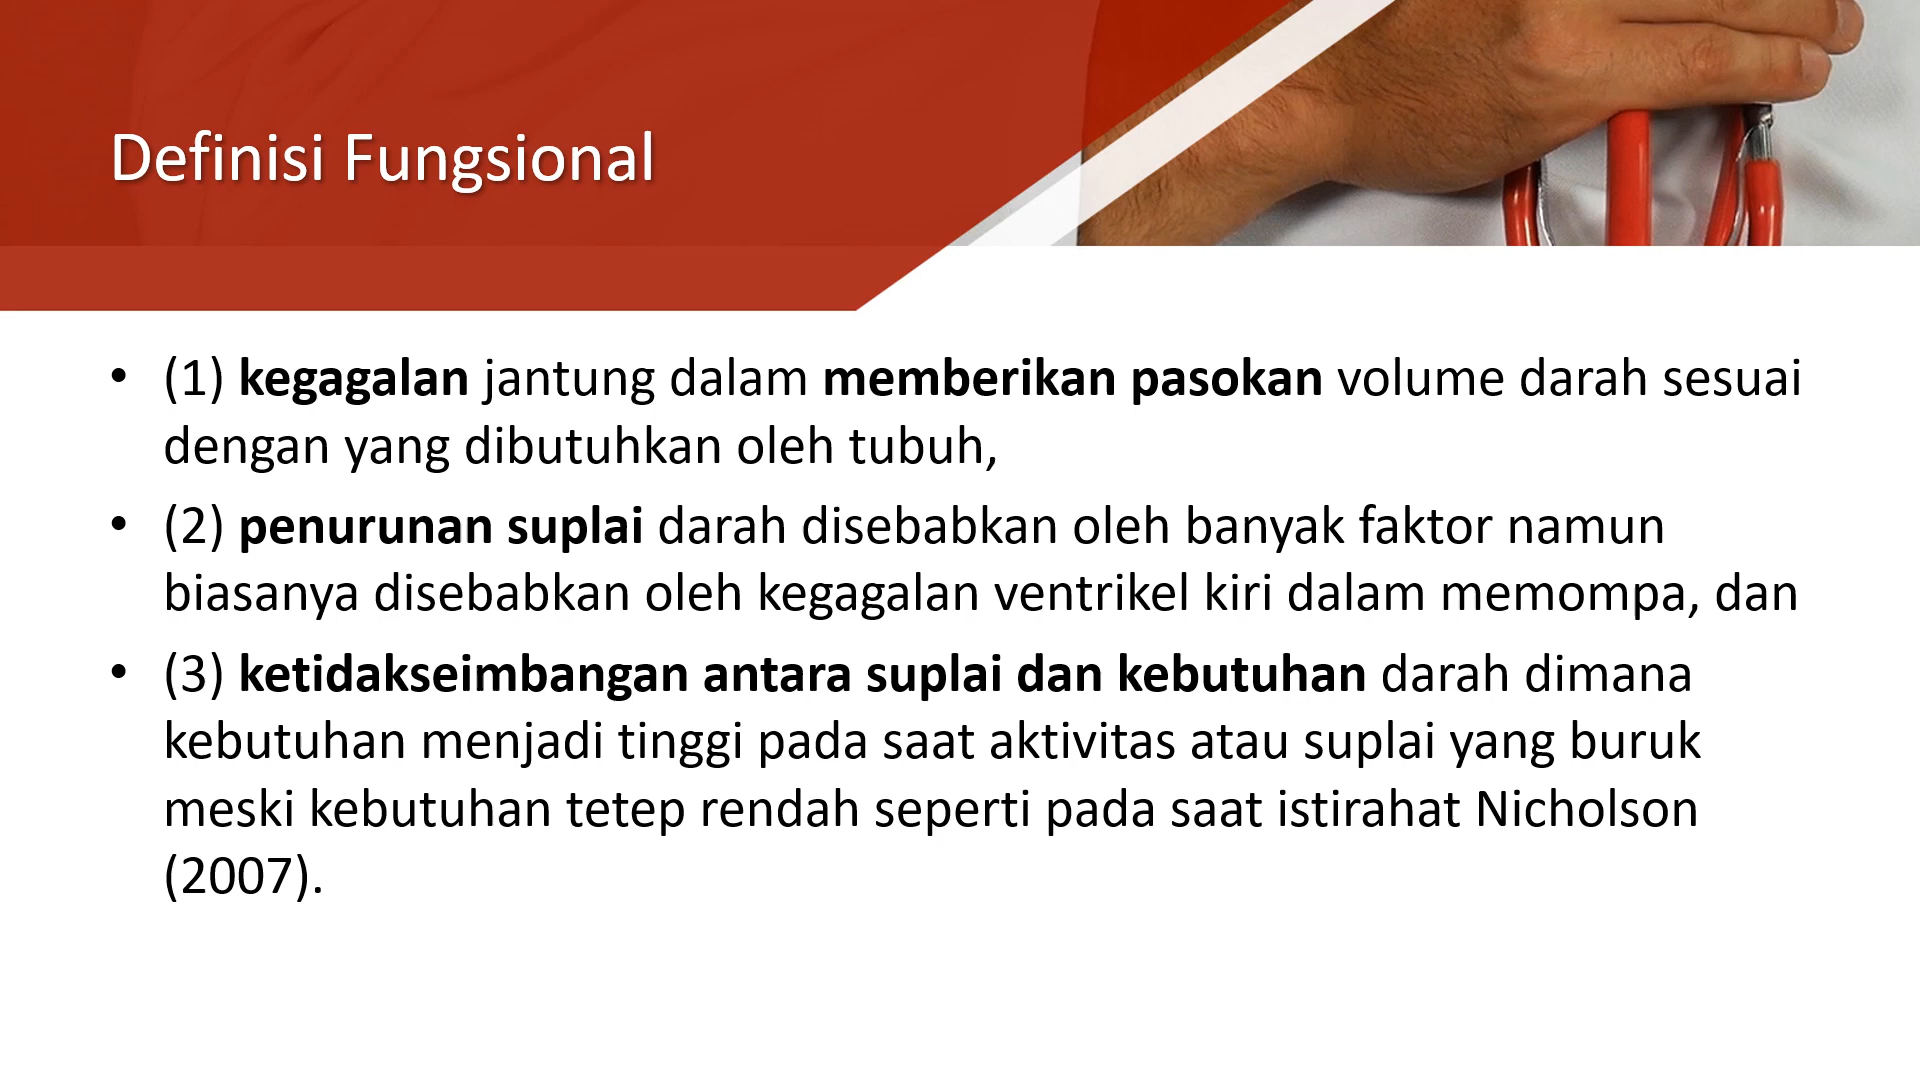 Definisi Fungsional
• (1) kegagalan jantung dalam memberikan pasokan volume darah sesuai
dengan yang dibutuhkan oleh tubuh,
• (2) penurunan suplai darah disebabkan oleh banyak faktor namun
biasanya disebabkan oleh kegagalan ventrikel kiri dalam memompa, dan
• (3) ketidakseimbangan antara suplai dan kebutuhan darah dimana
kebutuhan menjadi tinggi pada saat aktivitas atau suplai yang buruk
meski kebutuhan tetep rendah seperti pada saat istirahat Nicholson
(2007).